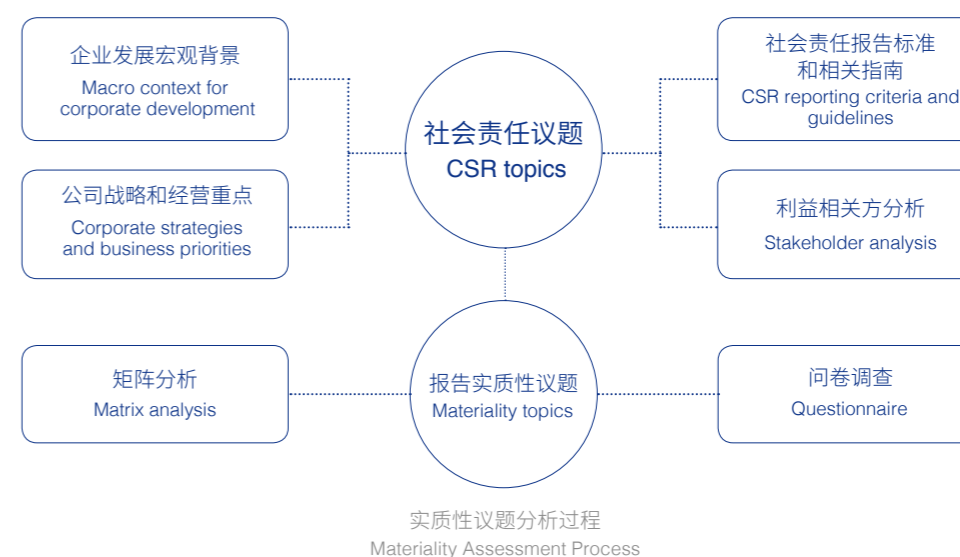 企业发展宏观背景
Macro context for
corporate development
公司战略和经营重点
Corporate strategies
and business priorities
社会责任议题
CSR topics
社会责任报告标准
和相关指南
CSR reporting criteria and
guidelines
利益相关方分析
Stakeholder analysis
矩阵分析
Matrix analysis
报告实质性议题
Materiality topics
问卷调查
Questionnaire
实质性议题分析过程
Materiality Assessment Process